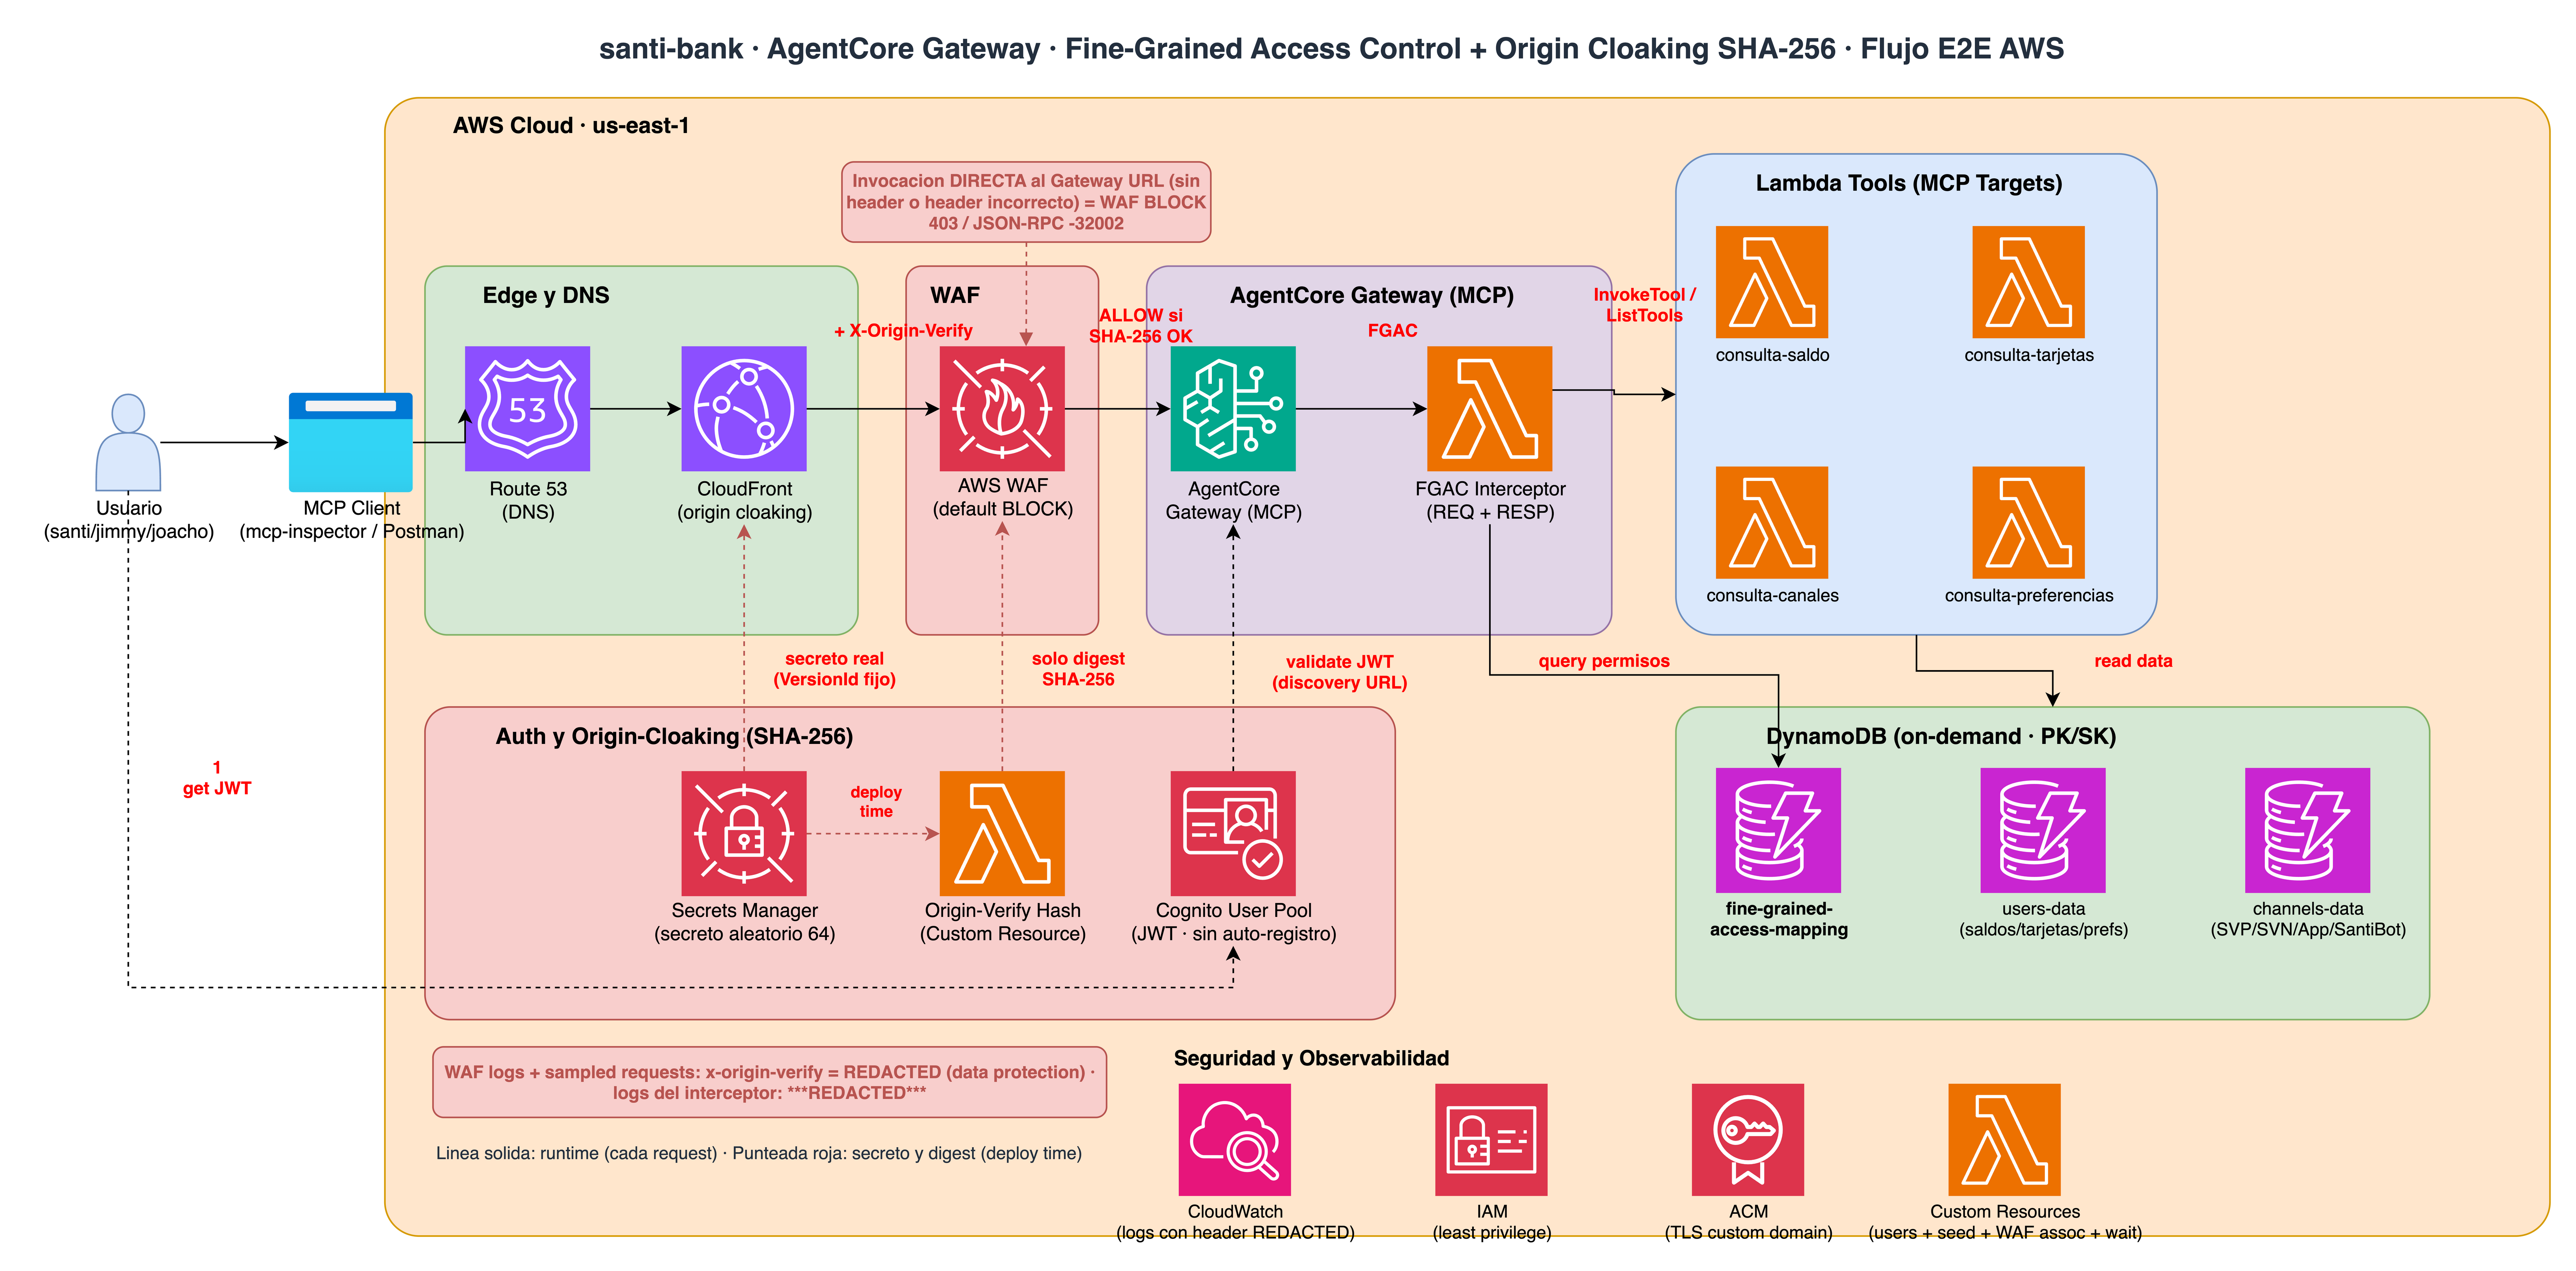 santi-bank · AgentCore Gateway · Fine-Grained Access Control + Origin Cloaking SHA-256 · Flujo E2E AWS
AWS Cloud · us-east-1
Invocacion DIRECTA al Gateway URL (sin
header o header incorrecto) = WAF BLOCK
403 / JSON-RPC -32002
Lambda Tools (MCP Targets)
consulta-saldo
consulta-tarjetas
consulta-canales
consulta-preferencias
Edge y DNS
WAF
AgentCore Gateway (MCP)
+ X-Origin-Verify
ALLOW si
SHA-256 OK
FGAC
InvokeTool /
ListTools
53
Usuario
(santi/jimmy/joacho)
MCP Client
(mcp-inspector / Postman)
Route 53
(DNS)
CloudFront
(origin cloaking)
AWS WAF
(default BLOCK)
AgentCore
Gateway (MCP)
FGAC Interceptor
(REQ + RESP)
secreto real
(VersionId fijo)
solo digest
SHA-256
validate JWT
(discovery URL)
query permisos
read data
1
get JWT
Auth y Origin-Cloaking (SHA-256)
deploy
time
Secrets Manager
(secreto aleatorio 64)
Origin-Verify Hash
(Custom Resource)
Cognito User Pool
(JWT · sin auto-registro)
DynamoDB (on-demand · PK/SK)
fine-grained-
access-mapping
users-data
(saldos/tarjetas/prefs)
channels-data
(SVP/SVN/App/SantiBot)
WAF logs + sampled requests: x-origin-verify = REDACTED (data protection) ·
logs del interceptor: ***REDACTED***
Linea solida: runtime (cada request) · Punteada roja: secreto y digest (deploy time)
Seguridad y Observabilidad
CloudWatch
(logs con header REDACTED)
IAM
(least privilege)
ACM
(TLS custom domain)
Custom Resources
(users + seed + WAF assoc + wait)